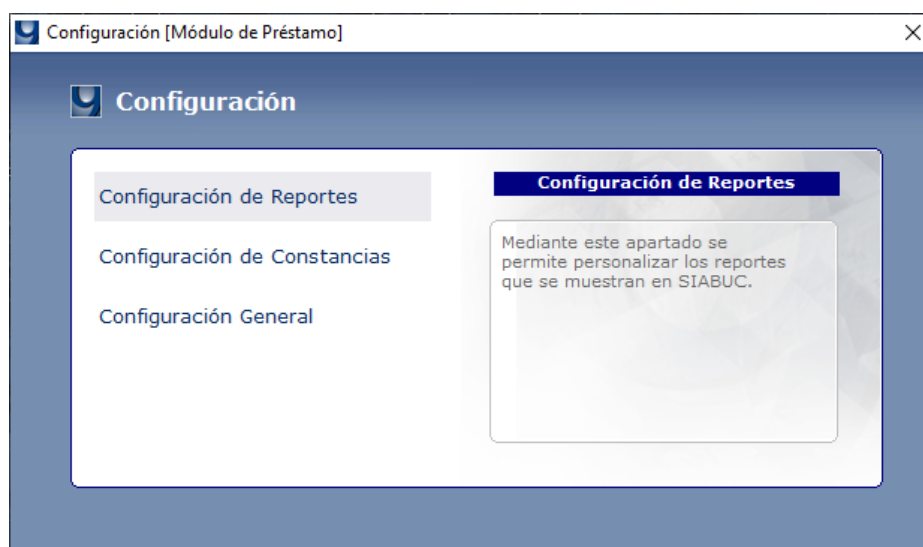 Configuración [Módulo de Préstamo]
Configuración
Configuración de Reportes
Configuración de Constancias
Configuración General
Configuración de Reportes
Mediante este apartado se
permite personalizar los reportes
que se muestran en SIABUC.